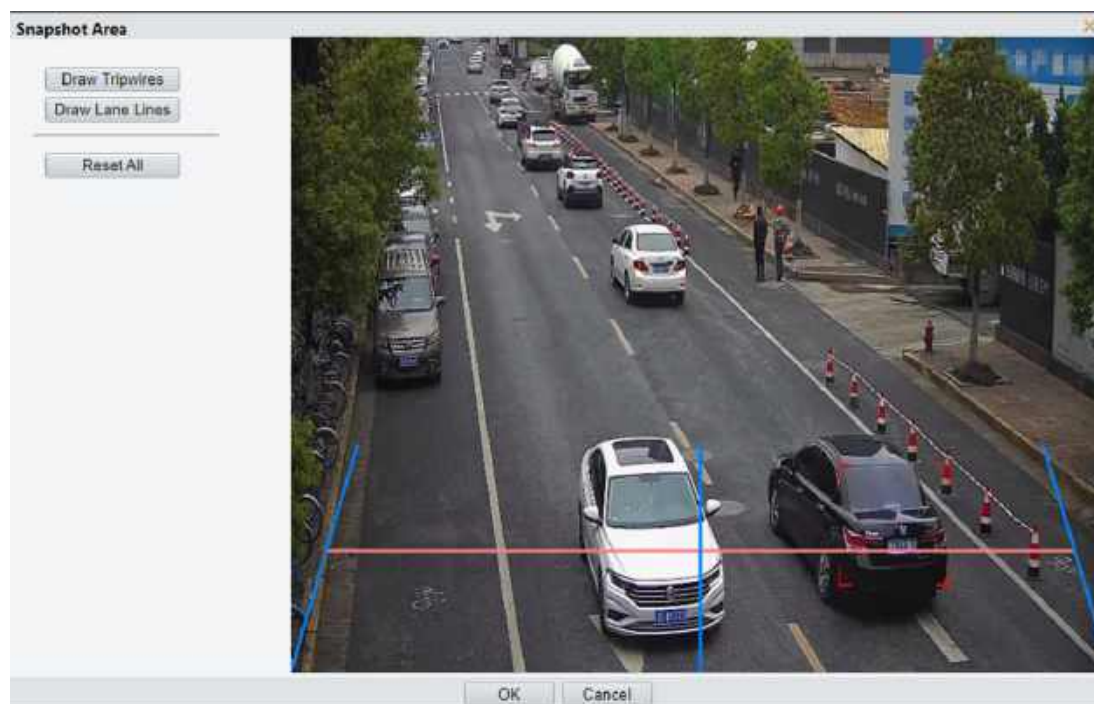 Snapshot Area
Draw Tripwires
Draw Lane Lines
Reset All
OK
Cancel